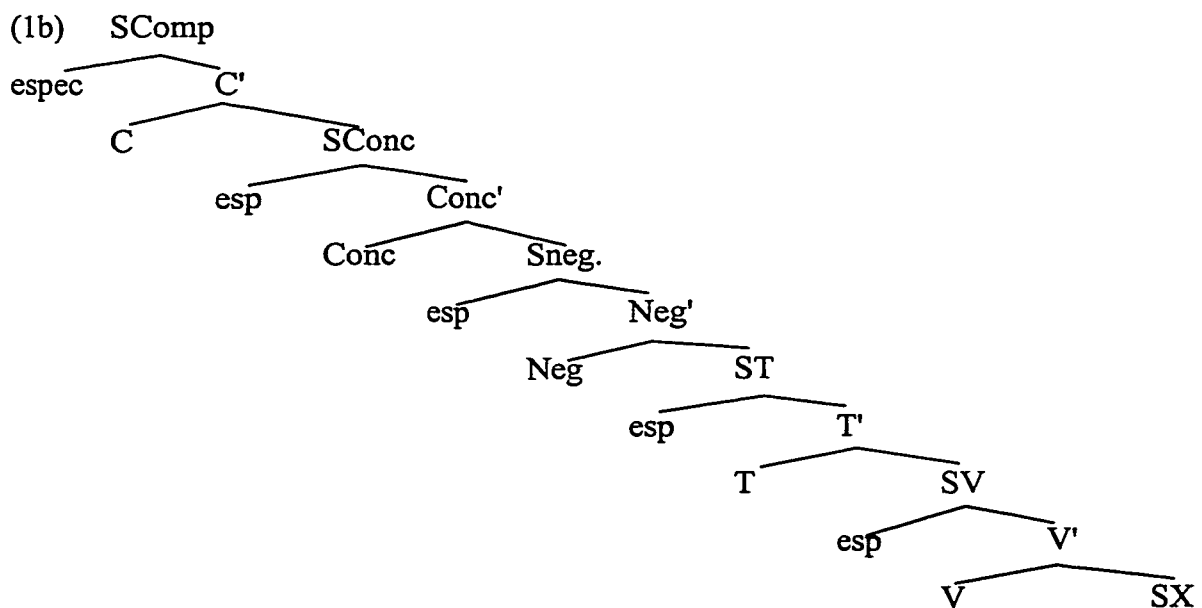 (1b) SComp
espec C'
C SConc
esp Conc'
Conc Sneg.
esp Neg'
Neg ST
esp T'
T SV
esp V'
V SX